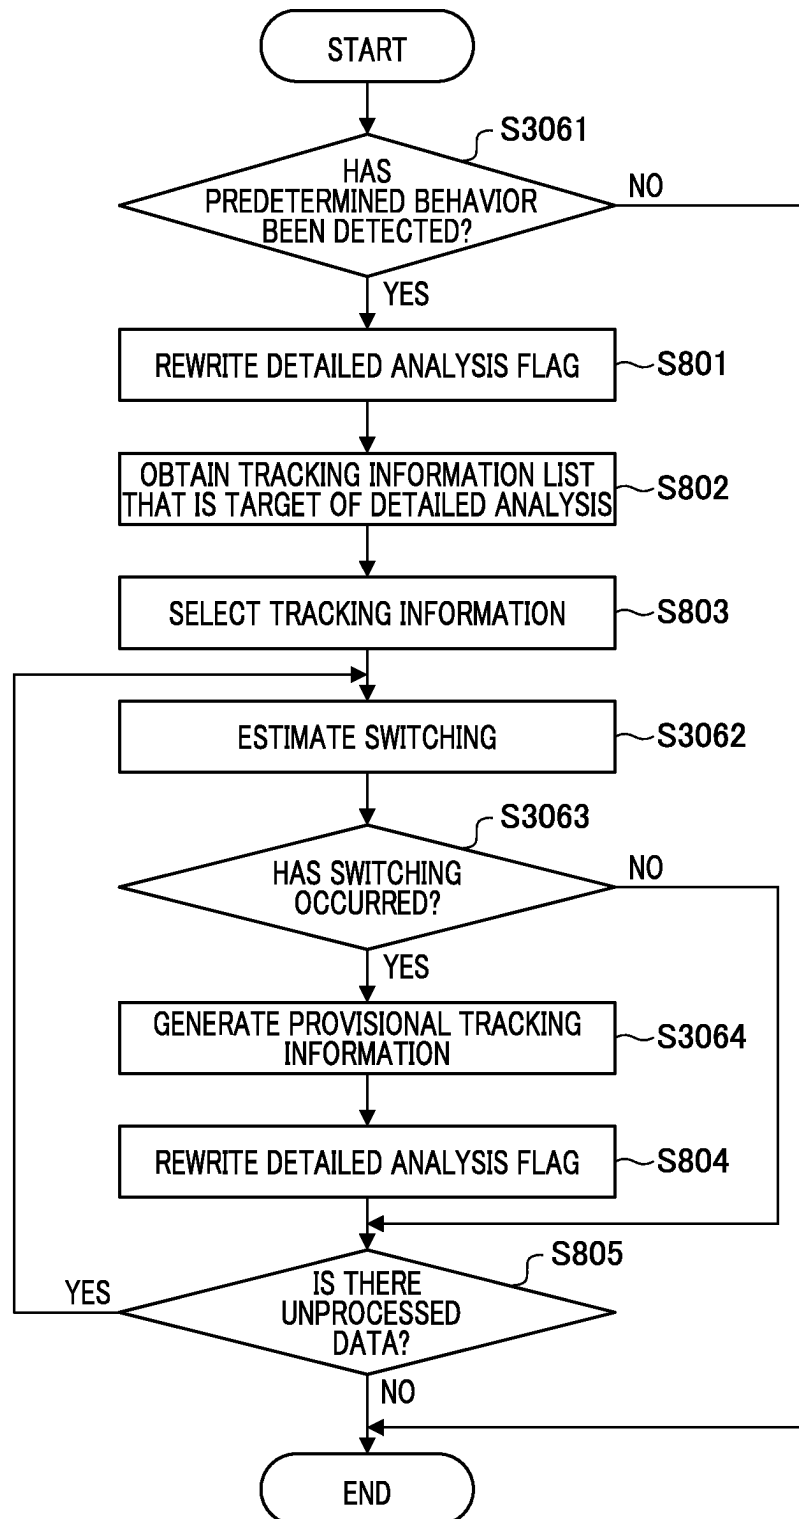 START
S3061
HAS
PREDETERMINED BEHAVIOR
BEEN DETECTED?
NO
YES
REWRITE DETAILED ANALYSIS FLAG
S801
OBTAIN TRACKING INFORMATION LIST
THAT IS TARGET OF DETAILED ANALYSIS
S802
SELECT TRACKING INFORMATION
S803
ESTIMATE SWITCHING
S3062
S3063
HAS SWITCHING
OCCURRED?
NO
YES
GENERATE PROVISIONAL TRACKING
INFORMATION
S3064
REWRITE DETAILED ANALYSIS FLAG
S804
S805
YES
IS THERE
UNPROCESSED
DATA?
NO
END